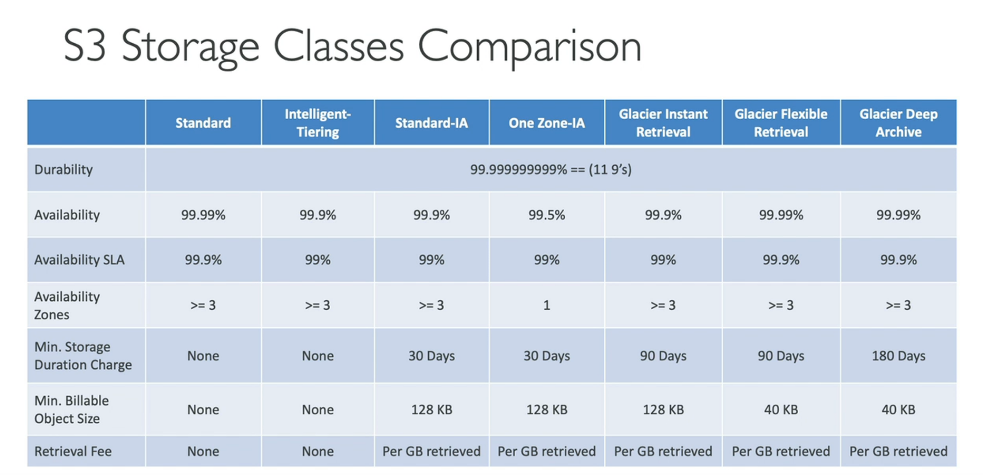 S3 Storage Classes Comparison
Standard
Intelligent-
Tiering
Standard-IA
One Zone-IA
Glacier Instant
Retrieval
Glacier Flexible
Retrieval
Glacier Deep
Archive
Durability
99.999999999% == (11 9’s)
Availability
99.99%
99.9%
99.9%
99.5%
99.9%
99.99%
99.99%
Availability SLA
99.9%
99%
99%
99%
99%
99.9%
99.9%
Availability
Zones
>= 3
>= 3
>= 3
1
>= 3
>= 3
>= 3
Min. Storage
Duration Charge
None
None
30 Days
30 Days
90 Days
90 Days
180 Days
Min. Billable
Object Size
None
None
128 KB
128 KB
128 KB
40 KB
40 KB
Retrieval Fee
None
None
Per GB retrieved
Per GB retrieved
Per GB retrieved
Per GB retrieved
Per GB retrieved